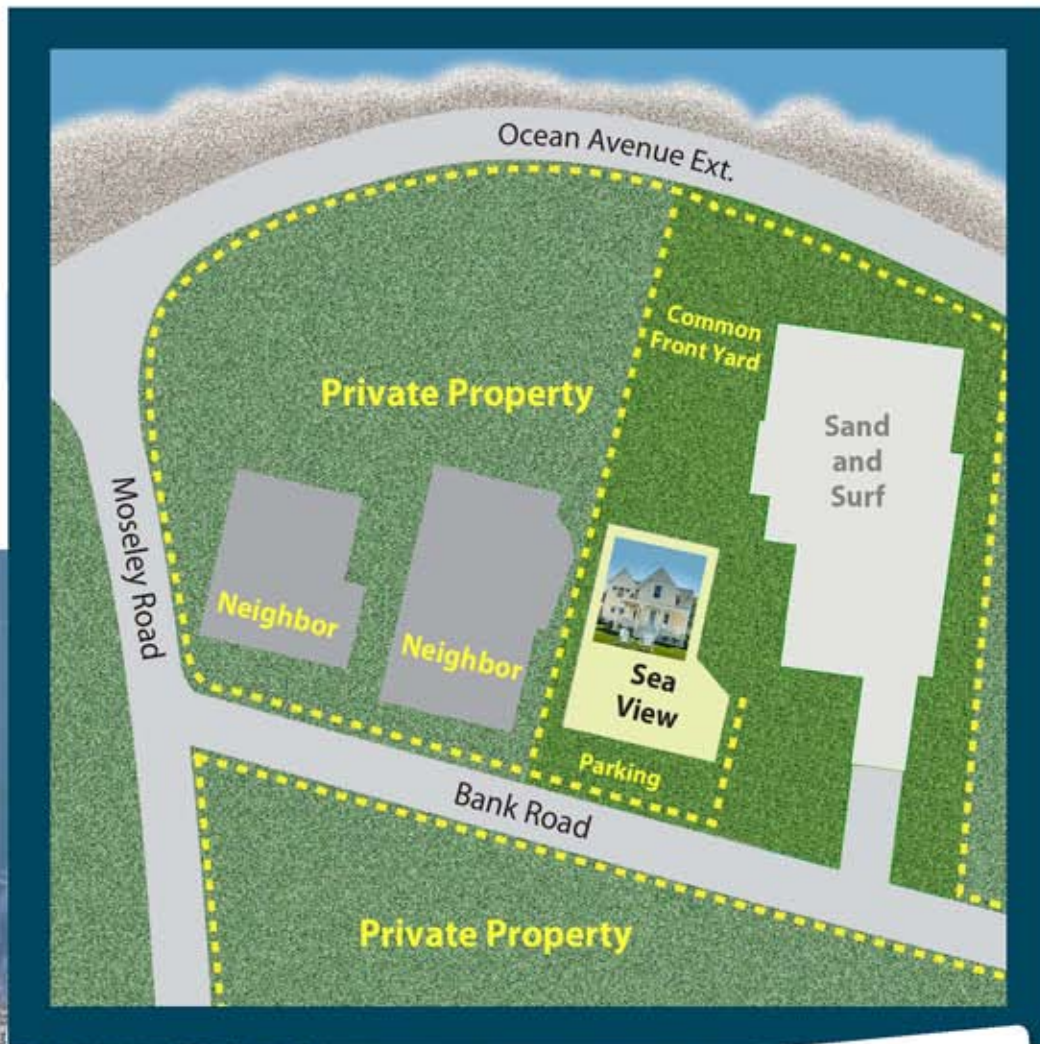 Ocean Avenue Ext.
Common
Front Yard
Private Property
Sand
and
Surf
Moseley Road
Neighbor
Neighbor
Sea
View
Parking
Bank Road
Private Property